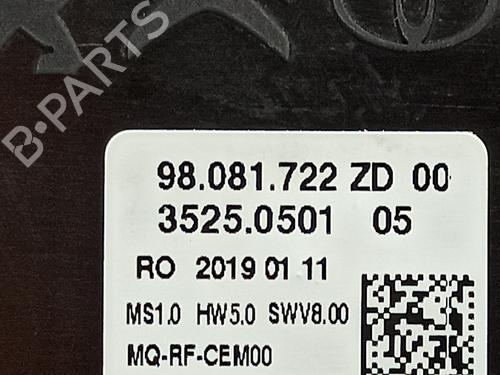 B-PARTS
98.081.722 ZD 00
3525.0501 05
RO 2019 01 11
MS1.0 HW5.0 SWV8.00
MQ-RF-CEM00